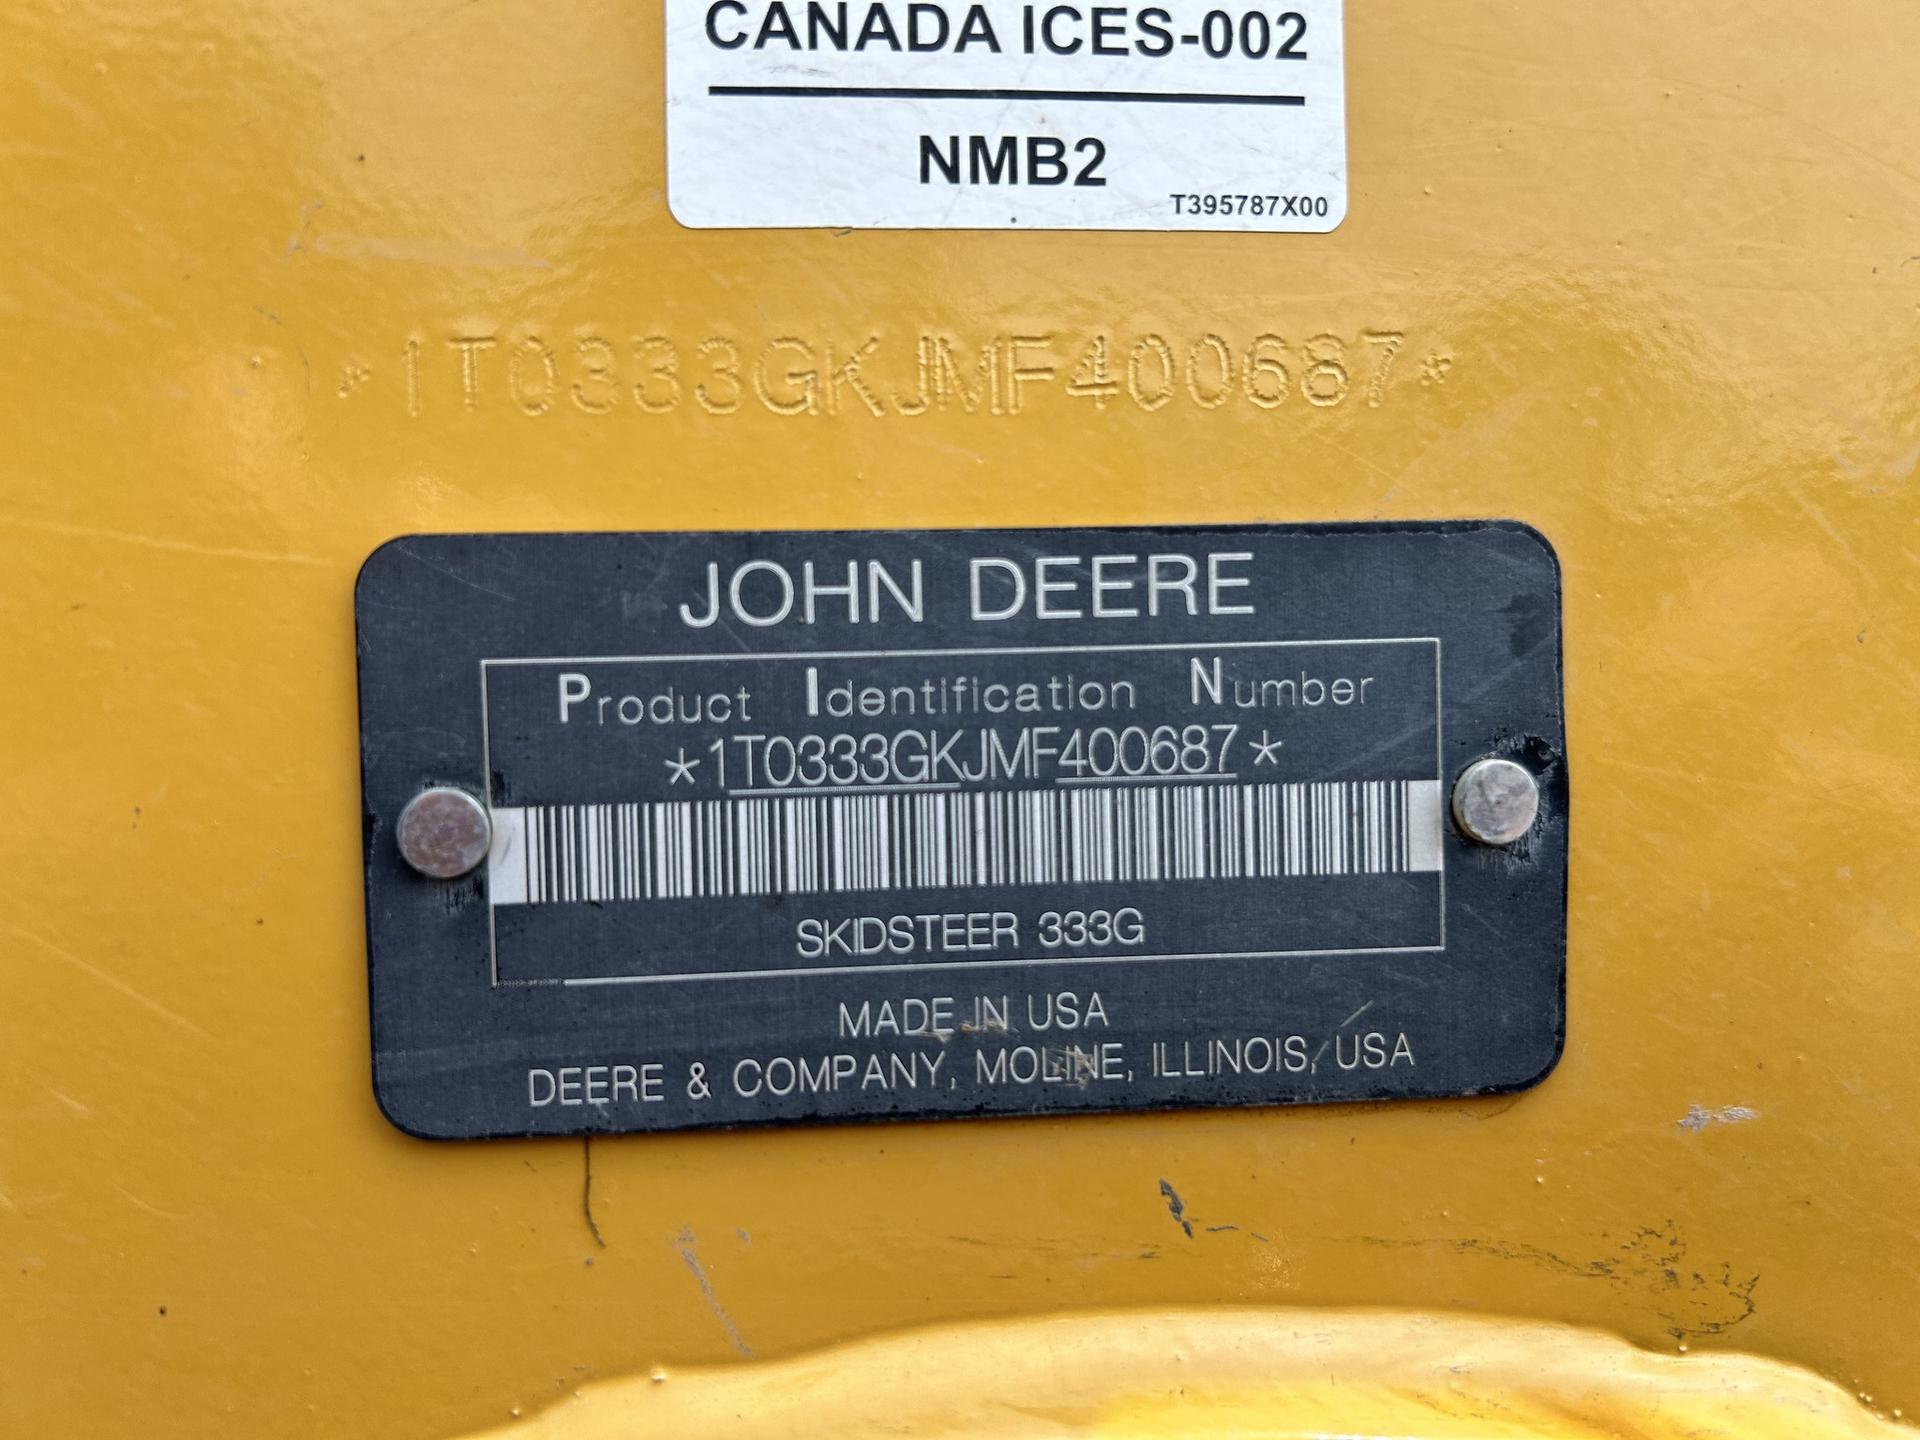 CANADA ICES-002
NMB2
T395787X00
*1T0333GKJMF400687*
JOHN DEERE
Product Identification Number
*1T0333GKJMF400687*
SKIDSTEER 333G
MADE IN USA
DEERE & COMPANY, MOLINE, ILLINOIS, USA